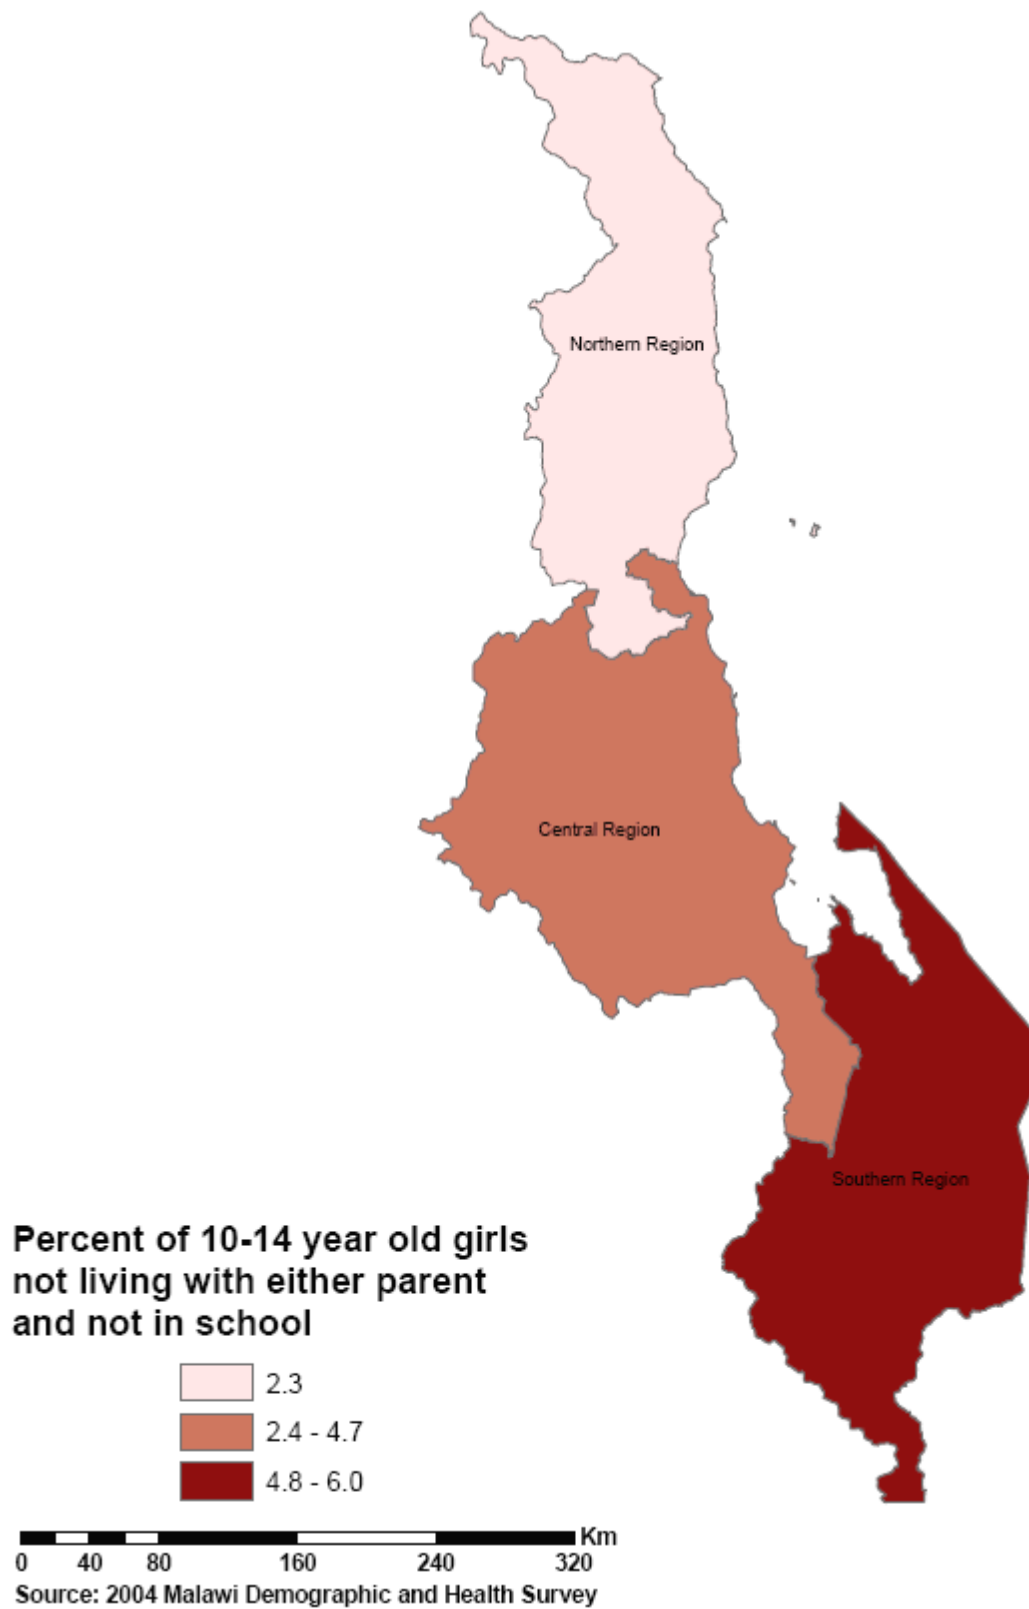 Northern Region
Central Region
Southern Region
Percent of 10-14 year old girls
not living with either parent
and not in school
2.3
2.4 - 4.7
4.8 - 6.0
Km
0 40 80 160 240 320
Source: 2004 Malawi Demographic and Health Survey